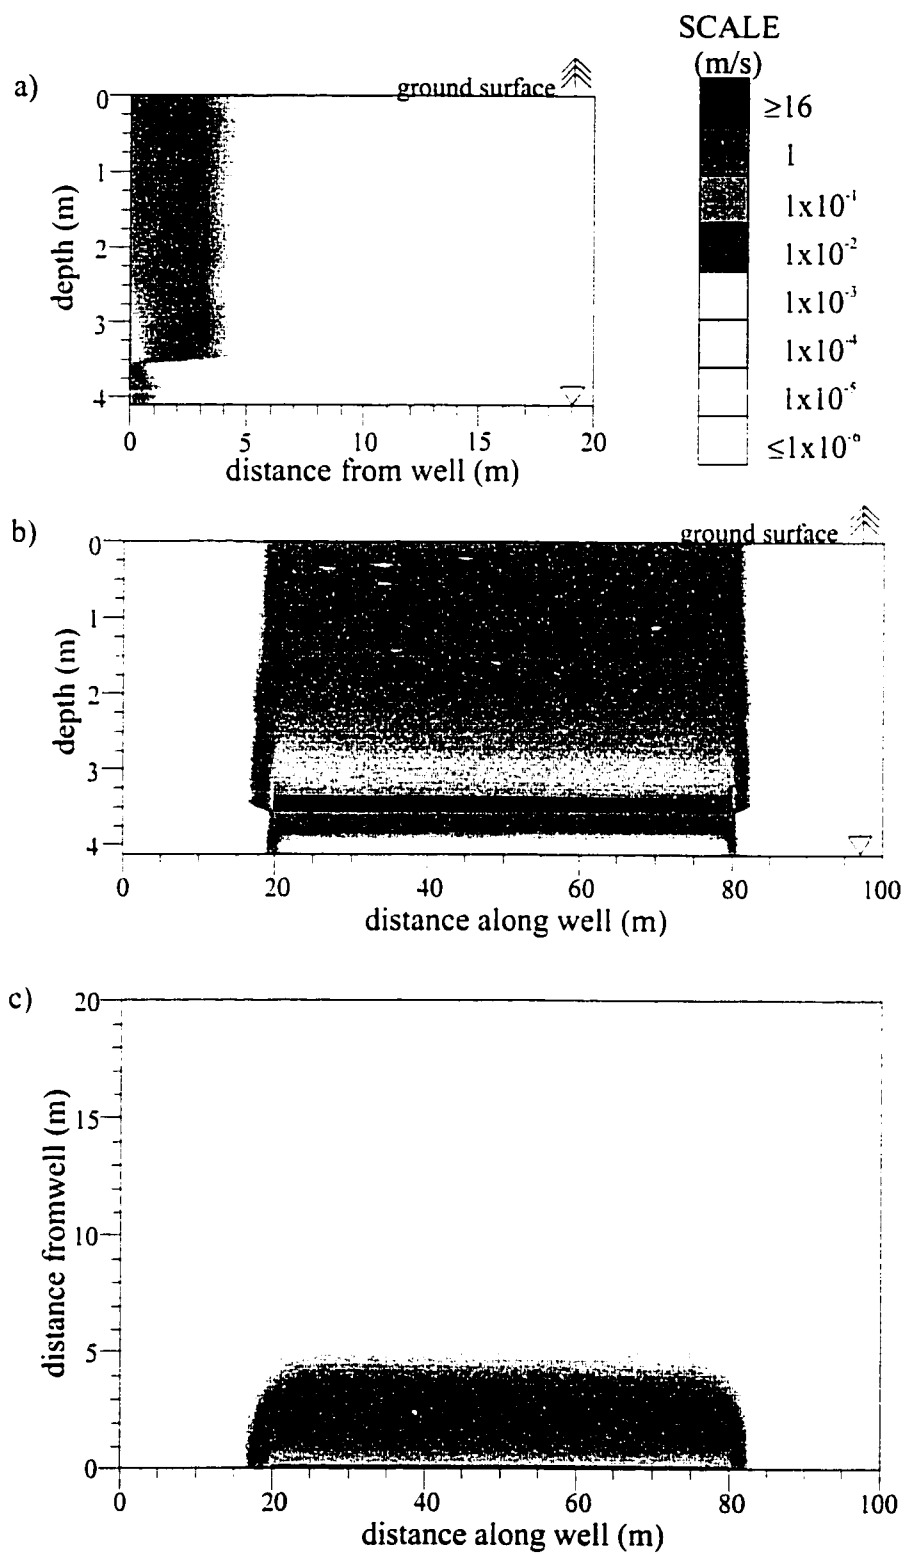 SCALE
(m/s)
≥16
1
1x10⁻¹
1x10⁻²
1x10⁻³
1x10⁻⁴
1x10⁻⁵
≤1x10⁻⁶
a)
ground surface
0
1
2
3
4
depth (m)
0 5 10 15 20
distance from well (m)
b)
ground surface
0
1
2
3
4
depth (m)
0 20 40 60 80 100
distance along well (m)
c)
20
15
10
5
0
distance fromwell (m)
0 20 40 60 80 100
distance along well (m)